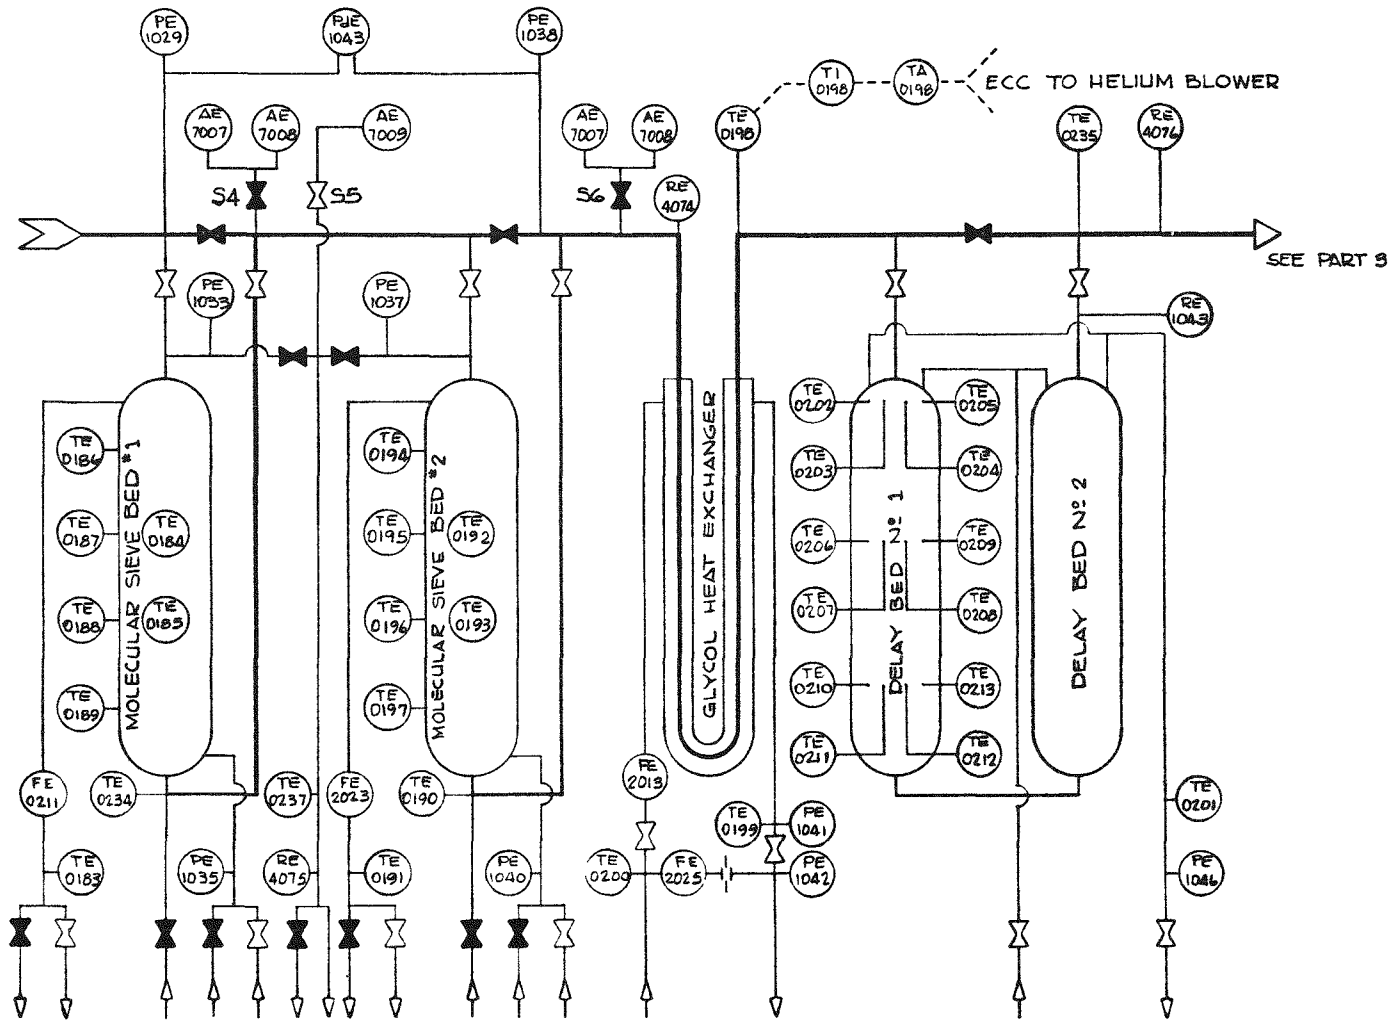 PE
1029
PdE
1043
PE
1038
TI
0198
TA
0198
ECC TO HELIUM BLOWER
AE
7007
AE
7008
AE
7009
AE
7007
AE
7008
TE
0198
TE
0235
RE
4076
S4
S5
S6
RE
4074
SEE PART 3
PE
1033
PE
1037
RE
1043
TE
0202
TE
0205
TE
0186
TE
0194
TE
0203
TE
0204
TE
0187
TE
0184
TE
0195
TE
0192
TE
0206
TE
0209
TE
0188
TE
0185
TE
0196
TE
0193
TE
0207
TE
0208
TE
0189
TE
0197
TE
0210
TE
0213
MOLECULAR SIEVE BED #1
MOLECULAR SIEVE BED #2
GLYCOL HEAT EXCHANGER
DELAY BED Nº 1
DELAY BED Nº 2
TE
0211
TE
0212
FE
0211
TE
0234
TE
0237
FE
2023
TE
0190
FE
2013
TE
0201
TE
0199
PE
1041
TE
0183
PE
1035
RE
4075
TE
0191
PE
1040
TE
0200
FE
2025
PE
1042
PE
1046